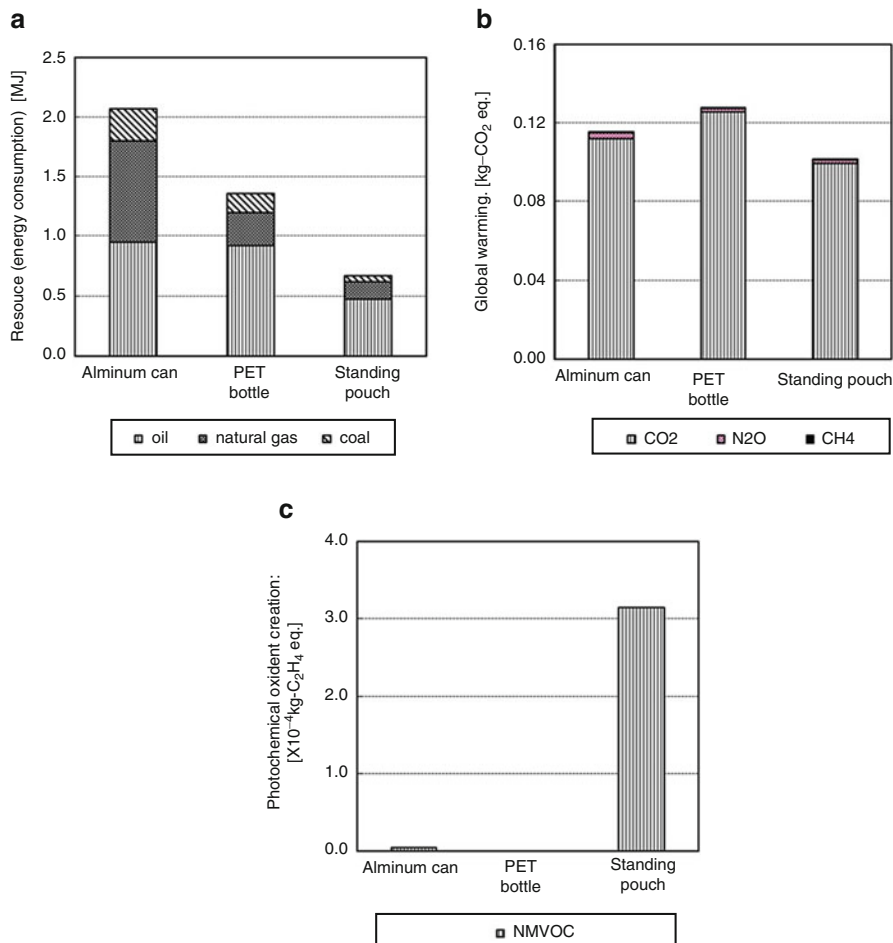 a
Resouce (energy consumption) [MJ]
2.5
2.0
1.5
1.0
0.5
0.0
Alminum can
PET
bottle
Standing
pouch
oil natural gas coal
b
Global warming. [kg–CO2 eq.]
0.16
0.12
0.08
0.04
0.00
Alminum can
PET
bottle
Standing pouch
CO2 N2O CH4
c
Photochemical oxident creation:
[X10⁻⁴kg-C₂H₄ eq.]
4.0
3.0
2.0
1.0
0.0
Alminum can
PET
bottle
Standing
pouch
NMVOC